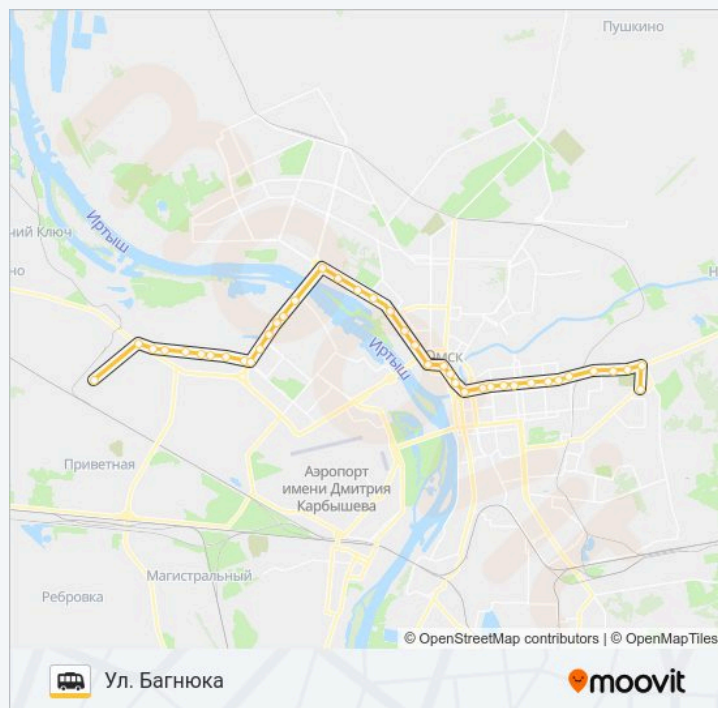 Пушкино
Иртыш
ний Ключ
но
Н
Иртыш
ОМСК
Аэропорт
имени Дмитрия
Карбышева
Приветная
Магистральный
Ребровка
© OpenStreetMap contributors | © OpenMapTiles
Ул. Багнюка
moovit